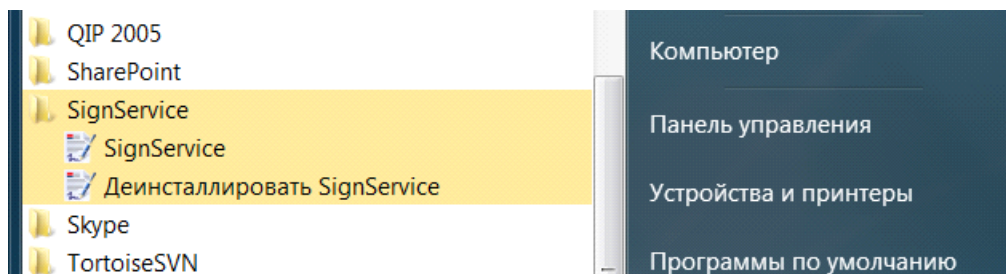 QIP 2005
SharePoint
SignService
SignService
Деинсталлировать SignService
Skype
TortoiseSVN
Компьютер
Панель управления
Устройства и принтеры
Программы по умолчанию